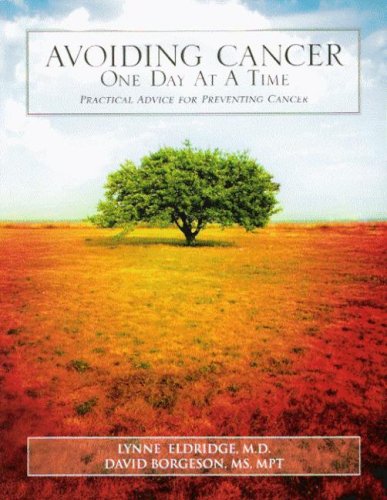 AVOIDING CANCER
ONE DAY AT A TIME
PRACTICAL ADVICE FOR PREVENTING CANCER
LYNNE ELDRIDGE, M.D.
DAVID BORGESON, MS, MPT